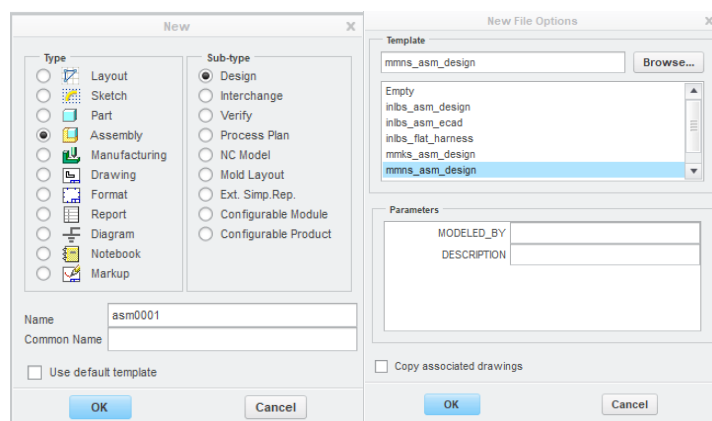 New X
Type
Layout
Sketch
Part
Assembly
Manufacturing
Drawing
Format
Report
Diagram
Notebook
Markup
Sub-type
Design
Interchange
Verify
Process Plan
NC Model
Mold Layout
Ext. Simp.Rep.
Configurable Module
Configurable Product
Name asm0001
Common Name
Use default template
OK Cancel
New File Options X
Template
mmns_asm_design Browse...
Empty
inlbs_asm_design
inlbs_asm_ecad
inlbs_flat_harness
mmks_asm_design
mmns_asm_design
Parameters
MODELED_BY
DESCRIPTION
Copy associated drawings
OK Cancel